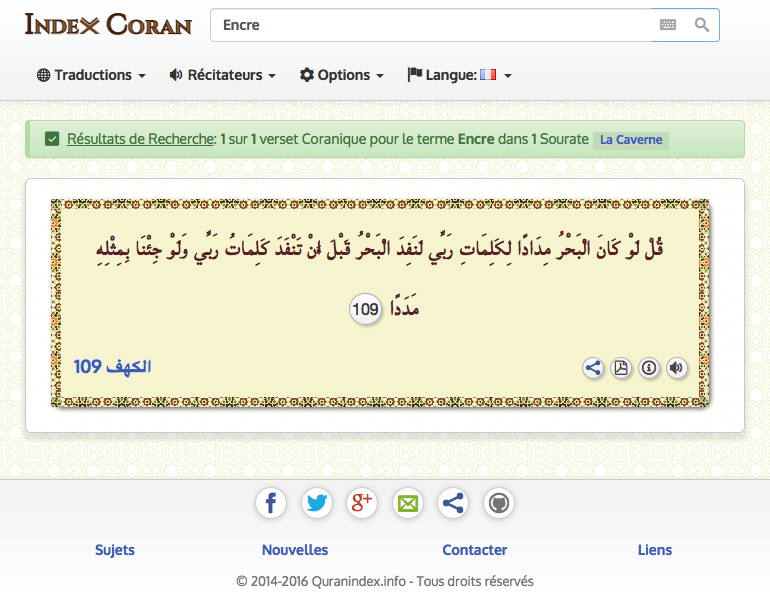 INDEX CORAN
Encre
Traductions
Récitateurs
Options
Langue:
Résultats de Recherche: 1 sur 1 verset Coranique pour le terme Encre dans 1 Sourate La Caverne
قُلْ لَوْ كَانَ الْبَحْرُ مِدَادًا لِكَلِمَاتِ رَبِّي لَنَفِدَ الْبَحْرُ قَبْلَ أَنْ تَنْفَدَ كَلِمَاتُ رَبِّي وَلَوْ جِئْنَا بِمِثْلِهِ
مَدَدًا 109
الكهف 109
Sujets
Nouvelles
Contacter
Liens
© 2014-2016 Quranindex.info - Tous droits réservés